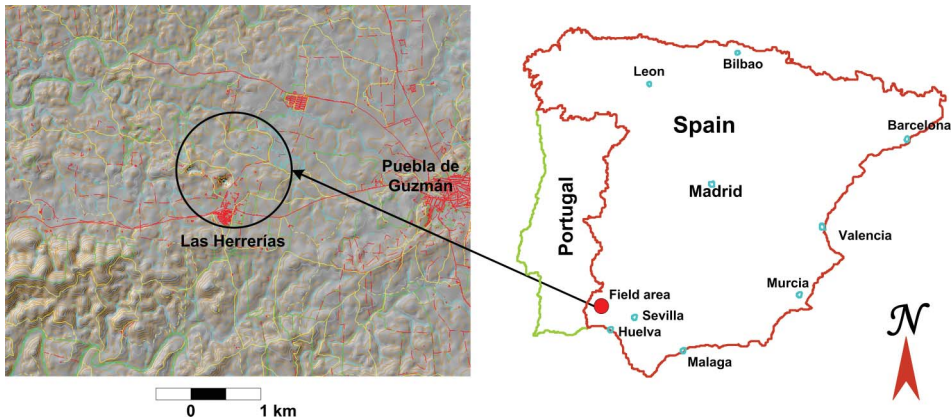 Puebla de
Guzmán
Las Herrerías
0 1 km
Bilbao
Leon
Spain
Barcelona
Madrid
Portugal
Valencia
Murcia
Field area
Sevilla
Huelva
Malaga
N